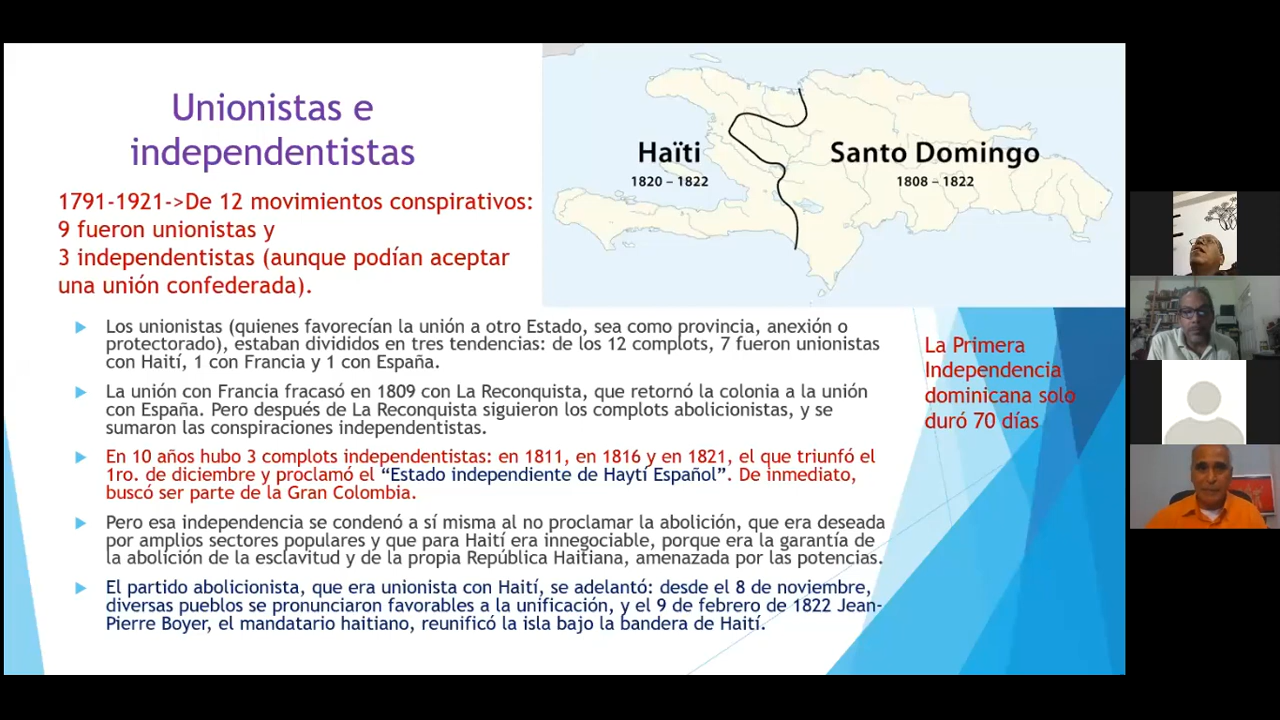 Unionistas e
independentistas
1791-1921->De 12 movimientos conspirativos:
9 fueron unionistas y
3 independentistas (aunque podían aceptar
una unión confederada).
Haïti
1820 – 1822
Santo Domingo
1808 – 1822
Los unionistas (quienes favorecían la unión a otro Estado, sea como provincia, anexión o
protectorado), estaban divididos en tres tendencias: de los 12 complots, 7 fueron unionistas
con Haití, 1 con Francia y 1 con España.
La unión con Francia fracasó en 1809 con La Reconquista, que retornó la colonia a la unión
con España. Pero después de La Reconquista siguieron los complots abolicionistas, y se
sumaron las conspiraciones independentistas.
En 10 años hubo 3 complots independentistas: en 1811, en 1816 y en 1821, el que triunfó el
1ro. de diciembre y proclamó el “Estado independiente de Haytí Español”. De inmediato,
buscó ser parte de la Gran Colombia.
Pero esa independencia se condenó a sí misma al no proclamar la abolición, que era deseada
por amplios sectores populares y que para Haití era innegociable, porque era la garantía de
la abolición de la esclavitud y de la propia República Haitiana, amenazada por las potencias.
El partido abolicionista, que era unionista con Haití, se adelantó: desde el 8 de noviembre,
diversas pueblos se pronunciaron favorables a la unificación, y el 9 de febrero de 1822 Jean-
Pierre Boyer, el mandatario haitiano, reunificó la isla bajo la bandera de Haití.
La Primera
Independencia
dominicana solo
duró 70 días